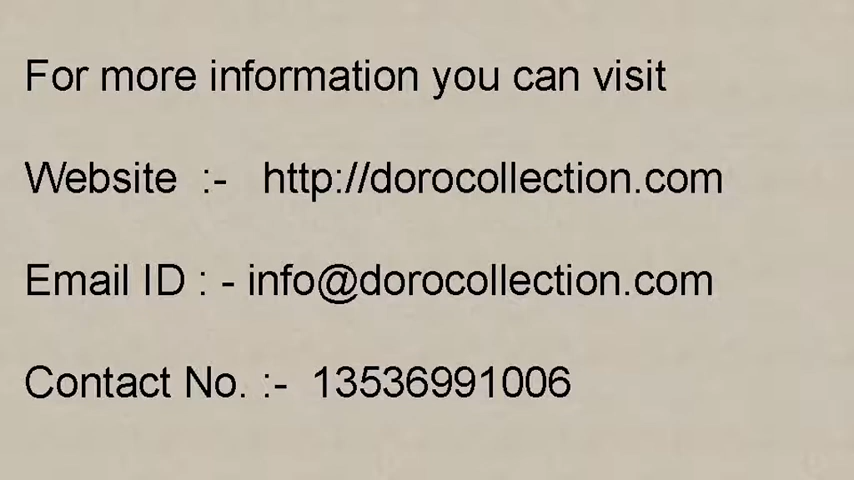 For more information you can visit
Website :- http://dorocollection.com
Email ID : - info@dorocollection.com
Contact No. :- 13536991006